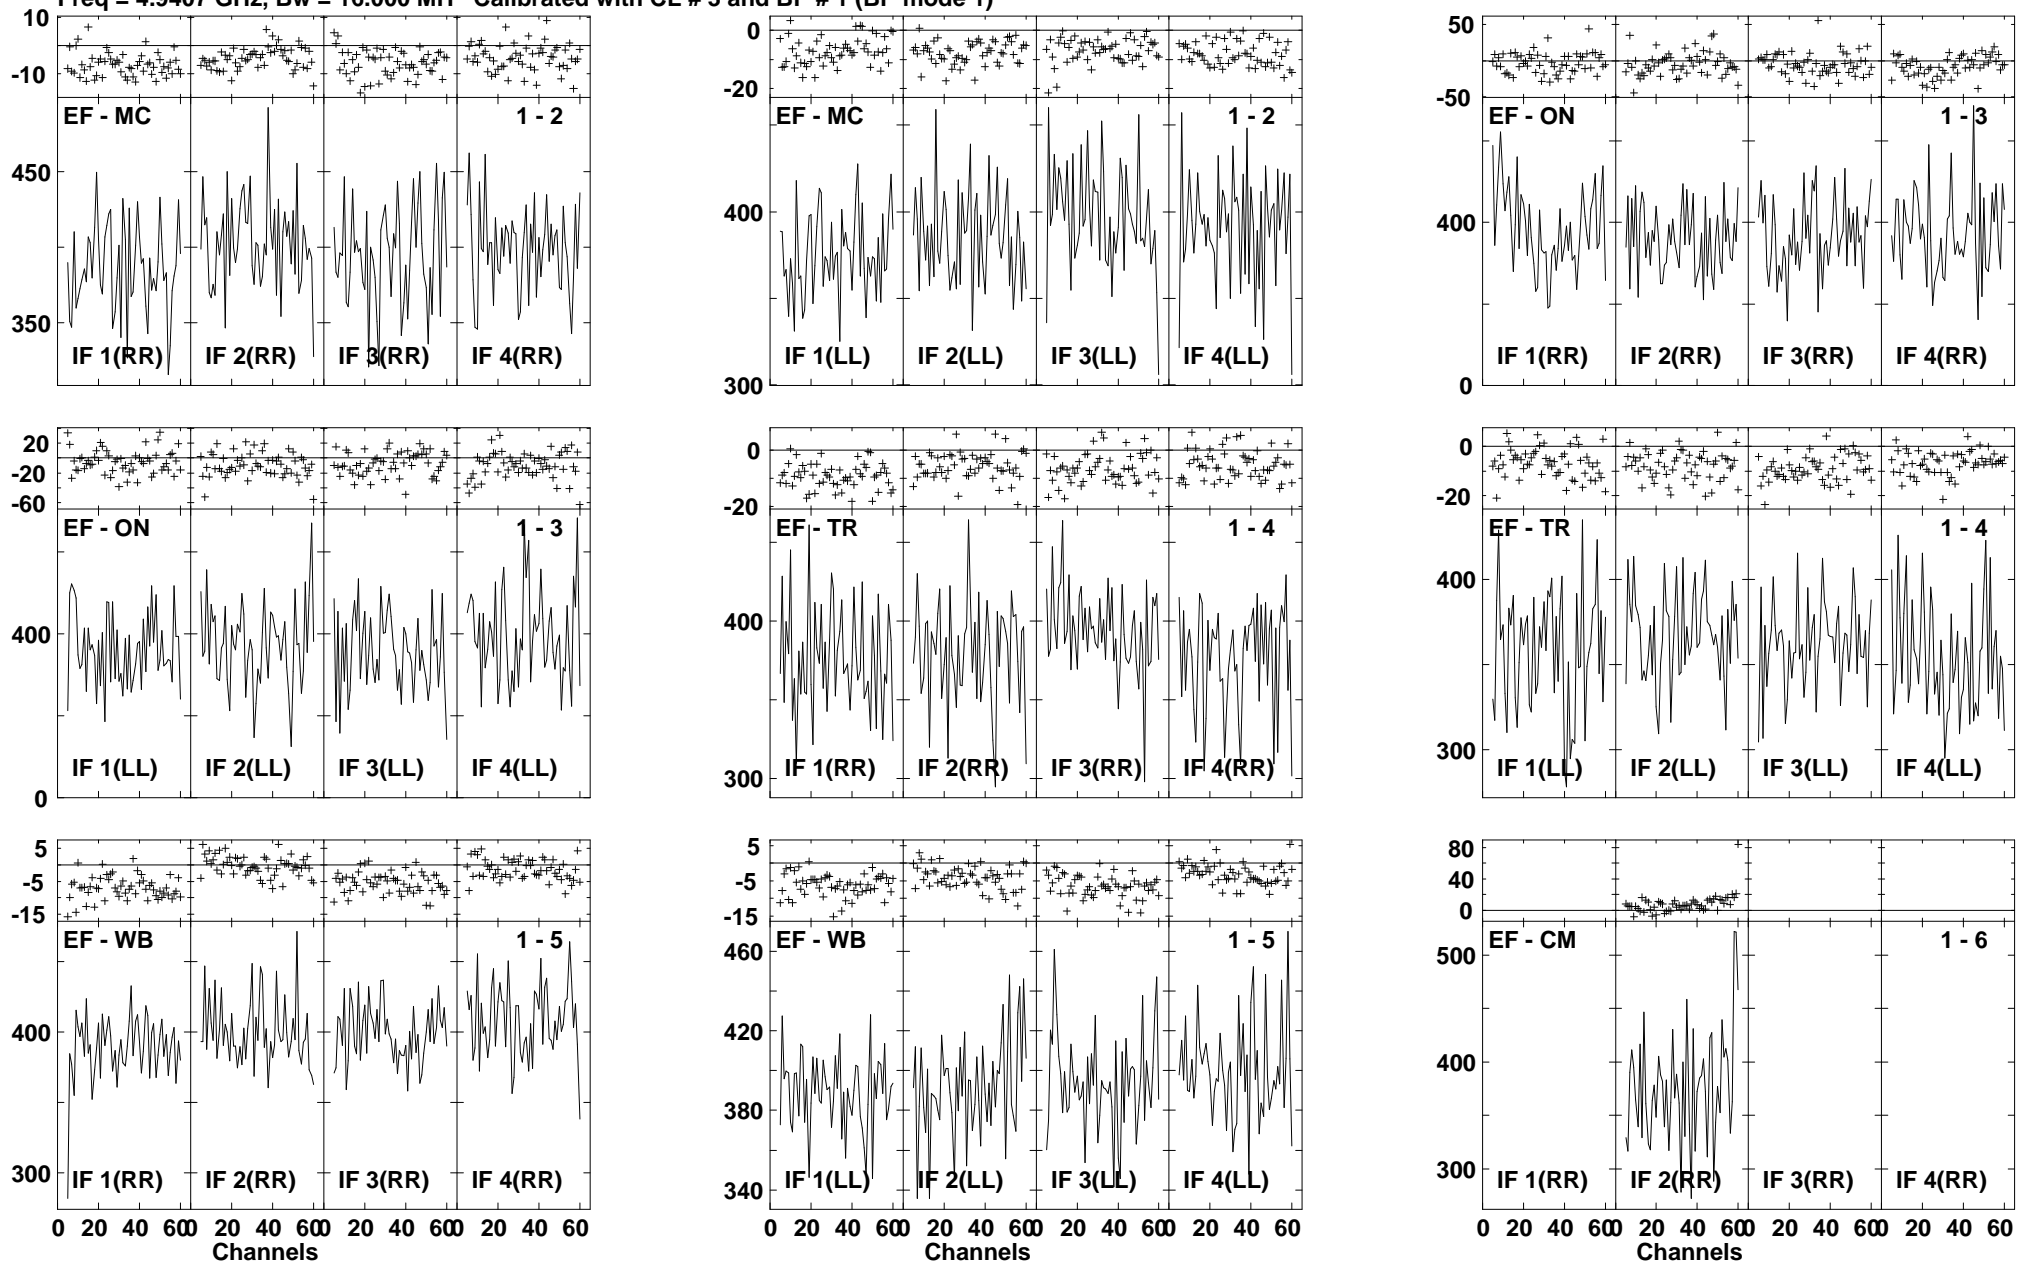 Freq = 4.9407 GHz, Bw = 16.000 MH Calibrated with CL # 3 and BP # 1 (BP mode 1)
10
-10
0
-20
50
-50
EF - MC 1 - 2
EF - MC 1 - 2
EF - ON 1 - 3
450
350
400
300
400
0
IF 1(RR) IF 2(RR) IF 3(RR) IF 4(RR)
IF 1(LL) IF 2(LL) IF 3(LL) IF 4(LL)
IF 1(RR) IF 2(RR) IF 3(RR) IF 4(RR)
20
-20
-60
0
-20
0
-20
EF - ON 1 - 3
EF - TR 1 - 4
EF - TR 1 - 4
400
0
400
300
400
300
IF 1(LL) IF 2(LL) IF 3(LL) IF 4(LL)
IF 1(RR) IF 2(RR) IF 3(RR) IF 4(RR)
IF 1(LL) IF 2(LL) IF 3(LL) IF 4(LL)
5
-5
-15
5
-5
-15
80
40
0
EF - WB 1 - 5
EF - WB 1 - 5
EF - CM 1 - 6
400
300
460
420
380
340
500
400
300
IF 1(RR) IF 2(RR) IF 3(RR) IF 4(RR)
IF 1(LL) IF 2(LL) IF 3(LL) IF 4(LL)
IF 1(RR) IF 2(RR) IF 3(RR) IF 4(RR)
0 20 40 60 0 20 40 60 0 20 40 60 0 20 40 60
0 20 40 60 0 20 40 60 0 20 40 60 0 20 40 60
0 20 40 60 0 20 40 60 0 20 40 60 0 20 40 60
Channels
Channels
Channels